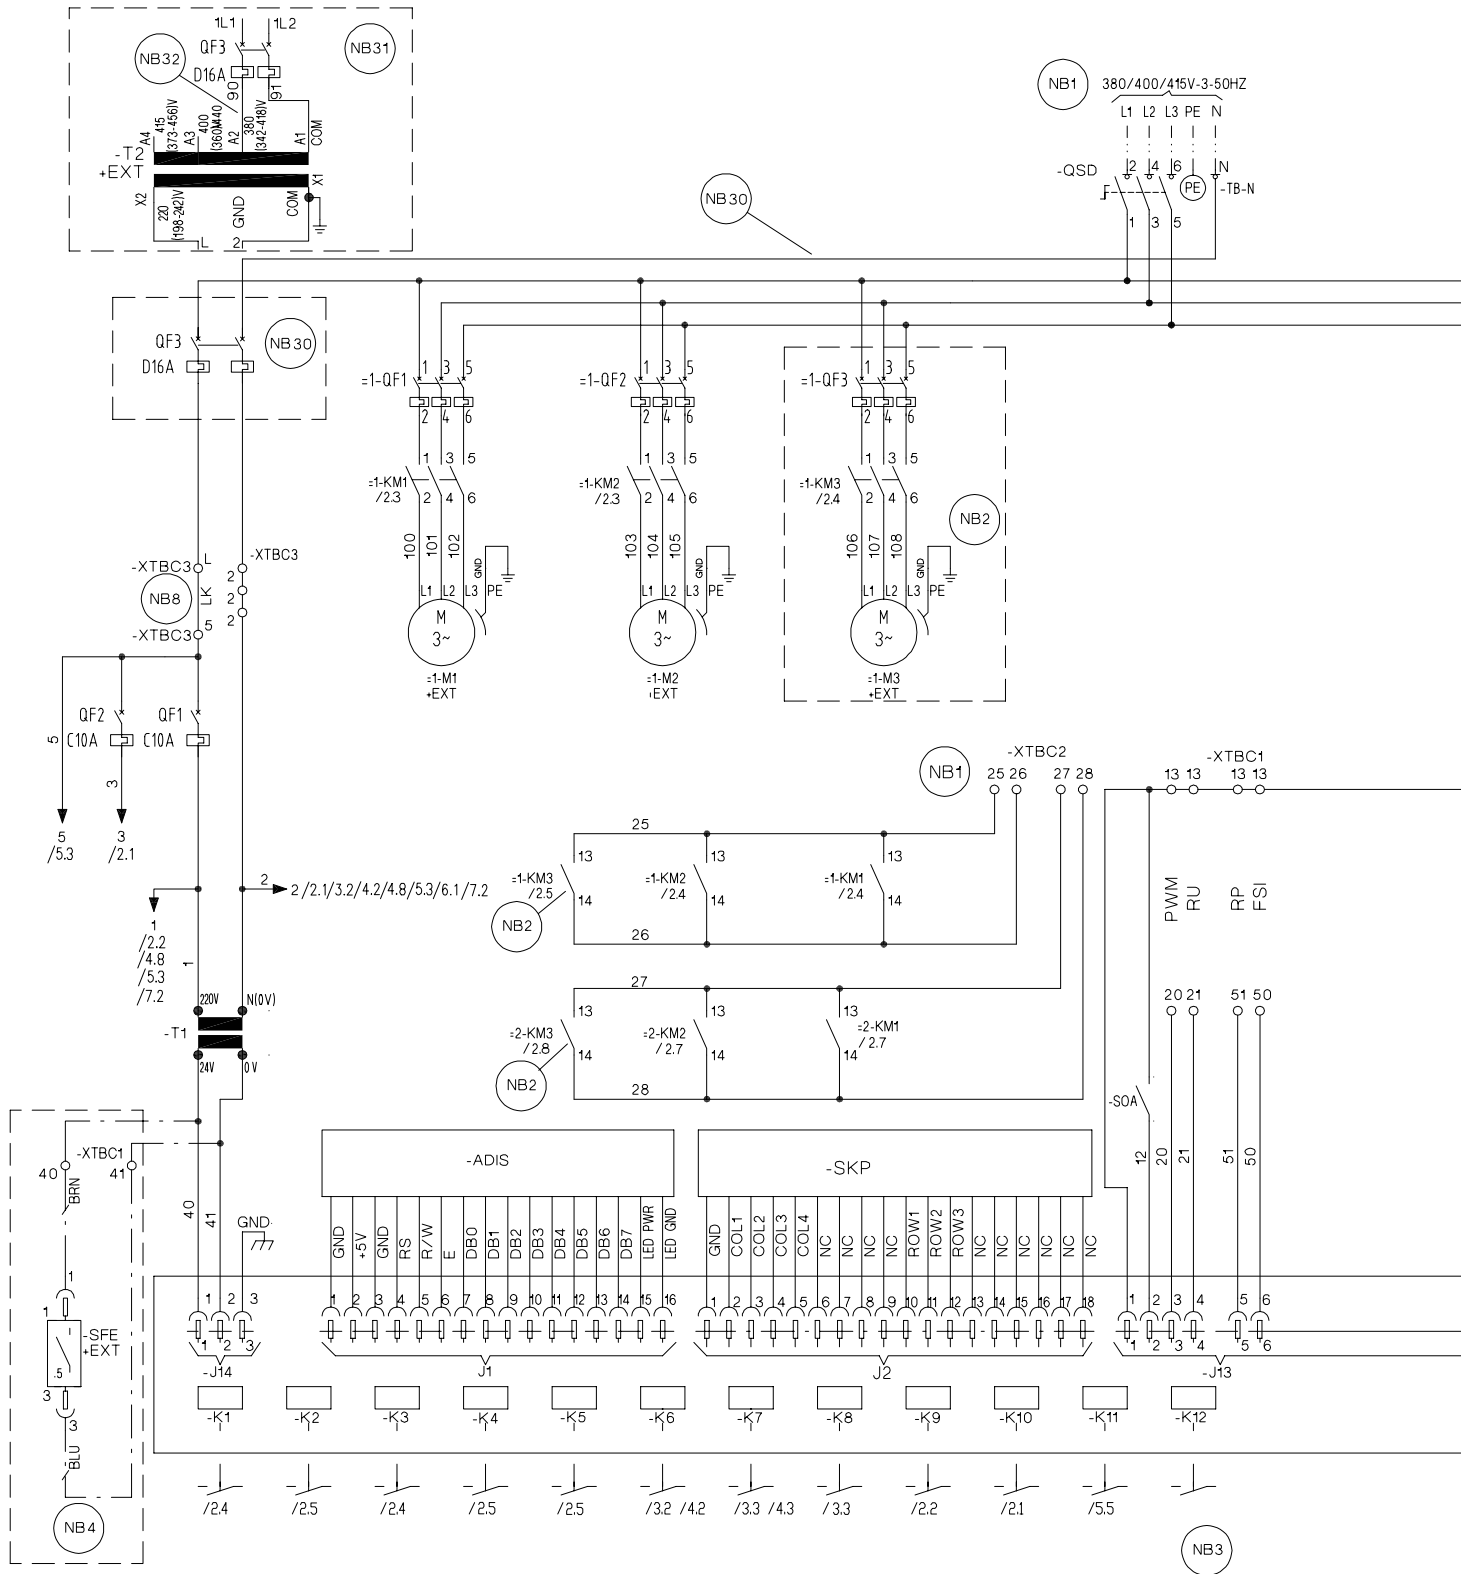 1L1 1L2
QF3
NB32
NB31
D16A
90 91
A4
415
(373-456)V
A3
400
(360
440
A2
380
(342-418)V
A1
COM
-T2
+EXT
X2
220
(198-242)V
GND
COM
X1
L 2
NB1
380/400/415V-3-50HZ
L1 L2 L3 PE N
-QSD
2 4 6 PE N
-TB-N
1 3 5
NB30
QF3
D16A
NB30
=1-QF1
1 3 5
2 4 6
=1-QF2
1 3 5
2 4 6
=1-QF3
1 3 5
2 4 6
=1-KM1
/2.3
1 3 5
2 4 6
=1-KM2
/2.3
1 3 5
2 4 6
=1-KM3
/2.4
1 3 5
2 4 6
NB2
100 101 102
GND
103 104 105
GND
106 107 108
GND
L1 L2 L3 PE
L1 L2 L3 PE
L1 L2 L3 PE
M
3~
M
3~
M
3~
=1-M1
+EXT
=1-M2
+EXT
=1-M3
+EXT
-XTBC3 L
-XTBC3
2
NB8
LK
2
2
-XTBC3 5
QF2
C10A
QF1
C10A
5
3
5
/5.3
3
/2.1
2
2/2.1/3.2/4.2/4.8/5.3/6.1/7.2
1
/2.2
/4.8
/5.3
/7.2
1
220V N(0V)
-T1
24V 0V
NB1
-XTBC2
25 26 27 28
-XTBC1
13 13 13 13
25
=1-KM3
/2.5
13
14
=1-KM2
/2.4
13
14
=1-KM1
/2.4
13
14
NB2
26
27
=2-KM3
/2.8
13
14
=2-KM2
/2.7
13
14
=2-KM1
/2.7
13
14
NB2
28
PWM
RU
RP
FSI
20 21 51 50
-SOA
12 20 21 51 50
-XTBC1
40 41
BRN
40 41
GND
-ADIS
GND
+5V
GND
RS
R/W
E
DB0
DB1
DB2
DB3
DB4
DB5
DB6
DB7
LED PWR
LED GND
-SKP
GND
COL1
COL2
COL3
COL4
NC
NC
NC
NC
ROW1
ROW2
ROW3
NC
NC
NC
NC
NC
NC
1
1
-SFE
+EXT
.5
3
3
BLU
NB4
1 2 3
1 2 3
-J14
1 2 3 4 5 6 7 8 9 10 11 12 13 14 15 16
J1
1 2 3 4 5 6 7 8 9 10 11 12 13 14 15 16 17 18
J2
1 2 3 4 5 6
1 2 3 4 5 6
-J13
-K1 -K2 -K3 -K4 -K5 -K6 -K7 -K8 -K9 -K10 -K11 -K12
/2.4 /2.5 /2.4 /2.5 /2.5 /3.2 /4.2 /3.3 /4.3 /3.3 /2.2 /2.1 /5.5
NB3